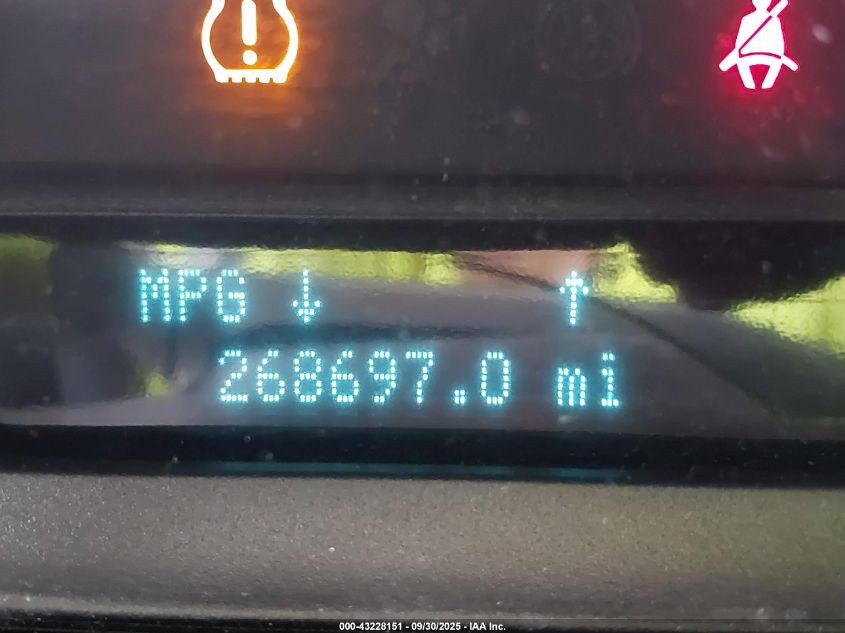 MPG ↓ ↑
268697.0 mi
000-43228151 - 09/30/2025 - IAA Inc.